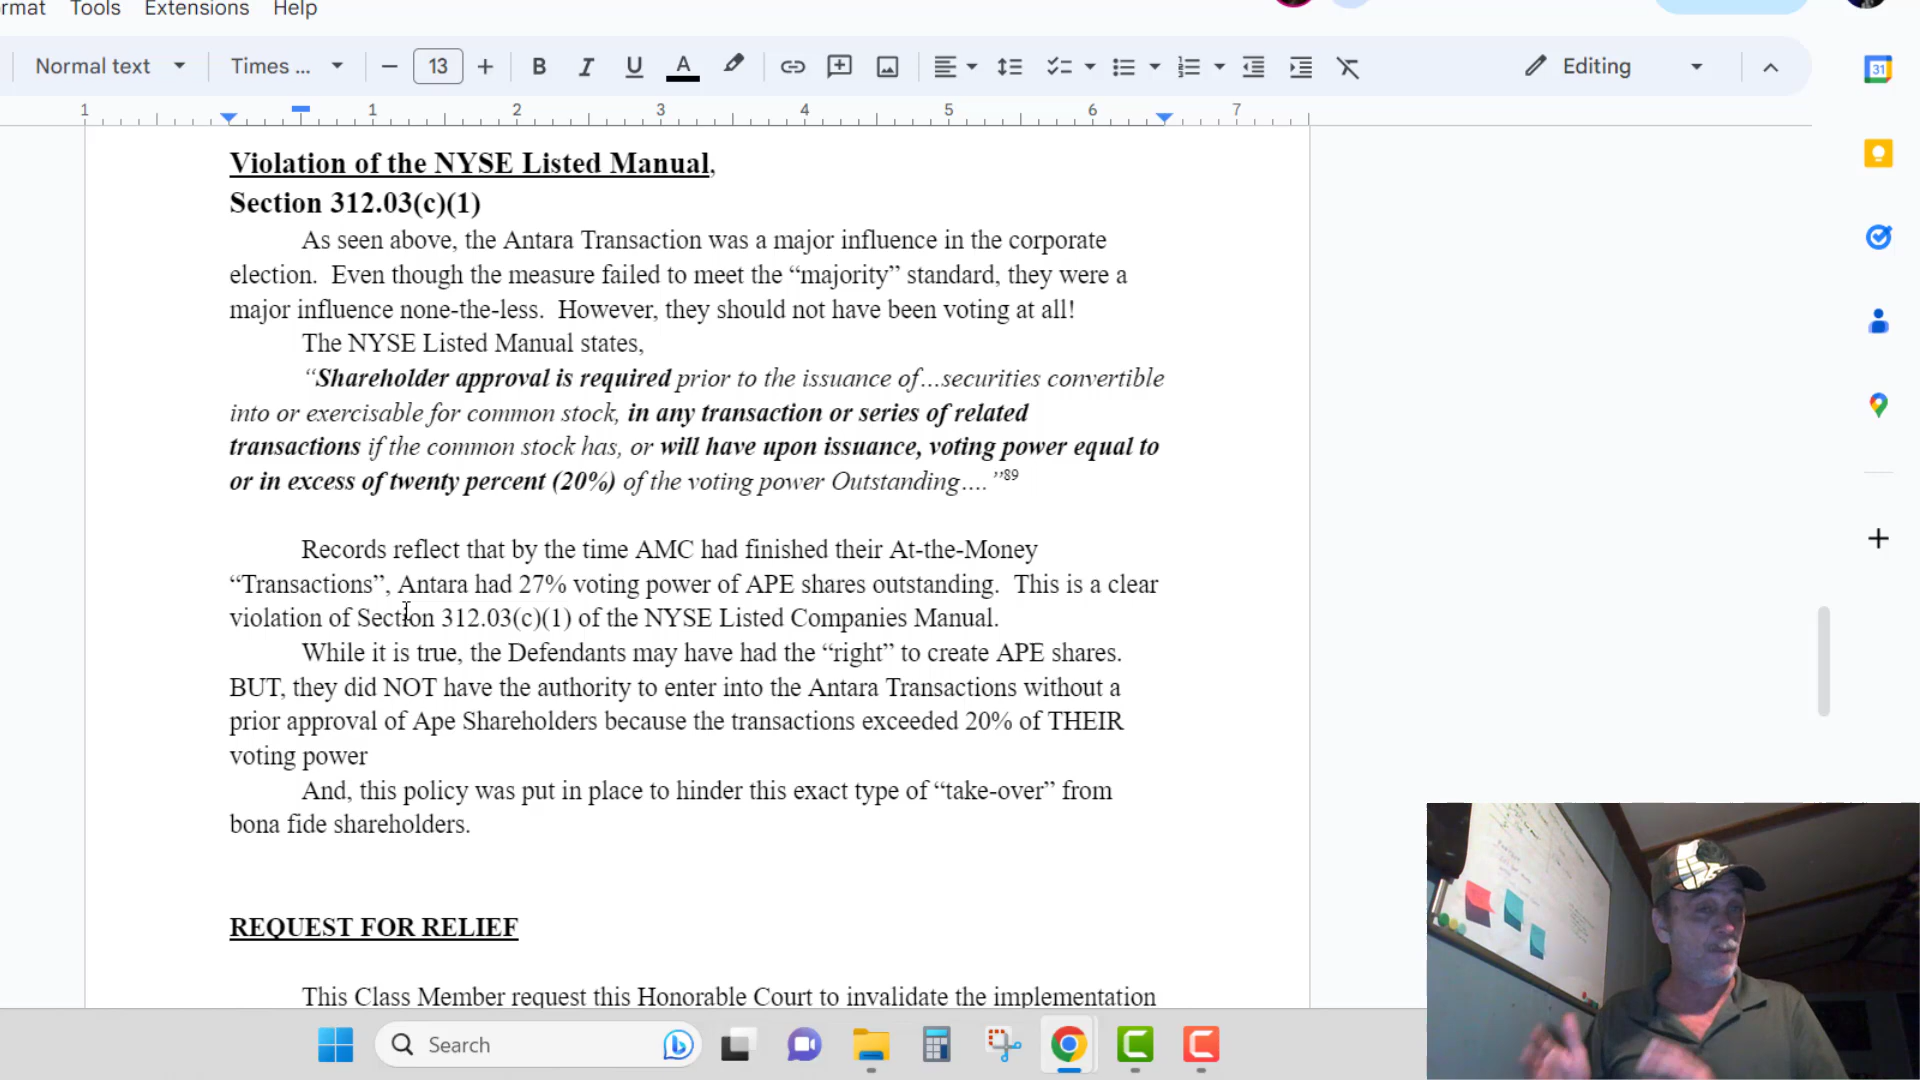 rmat Tools Extensions Help
Normal text Times ... 13 B I U A Editing
31
1 1 2 3 4 5 6 7
Violation of the NYSE Listed Manual,
Section 312.03(c)(1)
As seen above, the Antara Transaction was a major influence in the corporate
election. Even though the measure failed to meet the “majority” standard, they were a
major influence none-the-less. However, they should not have been voting at all!
The NYSE Listed Manual states,
“Shareholder approval is required prior to the issuance of…securities convertible
into or exercisable for common stock, in any transaction or series of related
transactions if the common stock has, or will have upon issuance, voting power equal to
or in excess of twenty percent (20%) of the voting power Outstanding…. ”89
Records reflect that by the time AMC had finished their At-the-Money
“Transactions”, Antara had 27% voting power of APE shares outstanding. This is a clear
violation of Section 312.03(c)(1) of the NYSE Listed Companies Manual.
While it is true, the Defendants may have had the “right” to create APE shares.
BUT, they did NOT have the authority to enter into the Antara Transactions without a
prior approval of Ape Shareholders because the transactions exceeded 20% of THEIR
voting power
And, this policy was put in place to hinder this exact type of “take-over” from
bona fide shareholders.
REQUEST FOR RELIEF
This Class Member request this Honorable Court to invalidate the implementation
Search